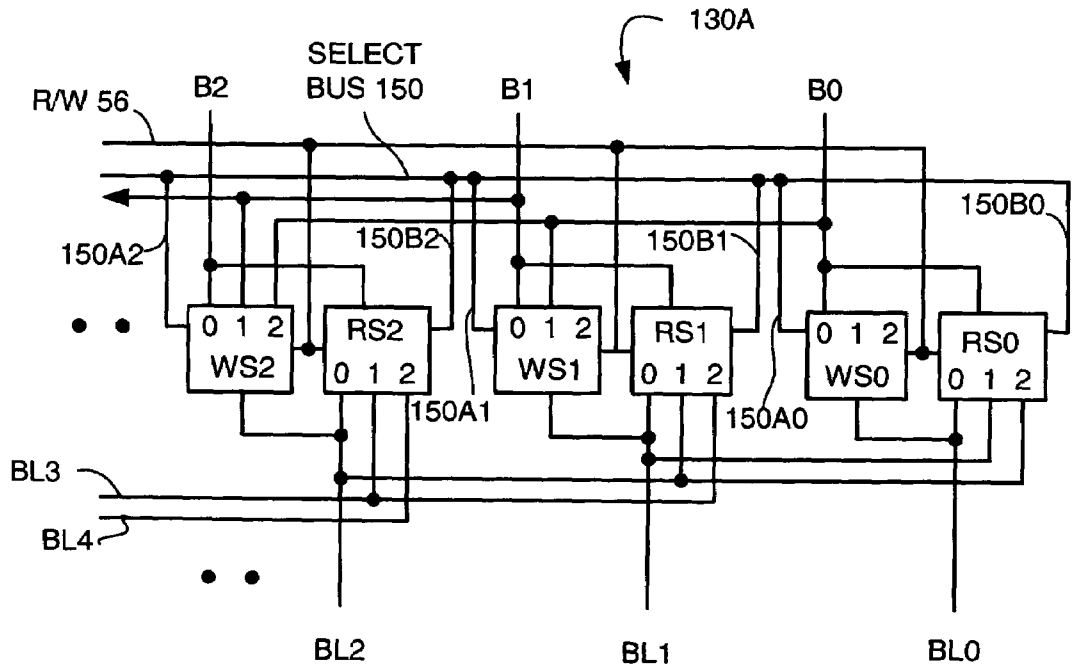 130A
SELECT
BUS 150
R/W 56
B2
B1
B0
150A2
150B2
150B1
150B0
0 1 2
WS2
RS2
0 1 2
0 1 2
WS1
RS1
0 1 2
0 1 2
WS0
RS0
0 1 2
150A1
150A0
BL3
BL4
BL2
BL1
BL0